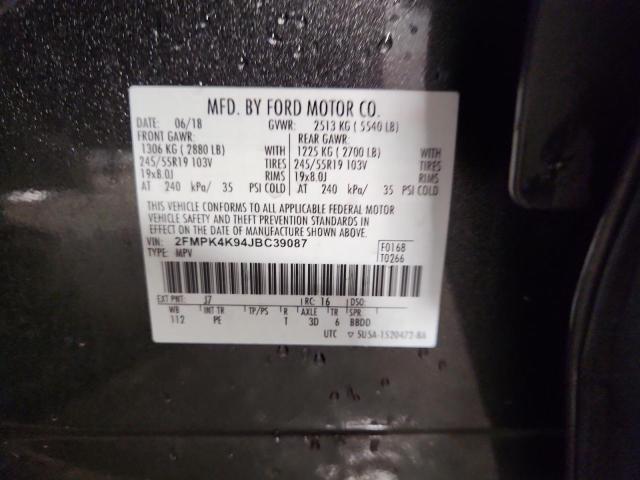 MFD. BY FORD MOTOR CO.
DATE: 06/18 GVWR: 2513 KG ( 5540 LB)
FRONT GAWR: REAR GAWR:
1306 KG ( 2880 LB) WITH 1225 KG ( 2700 LB) WITH
245/55R19 103V TIRES 245/55R19 103V TIRES
19x8.0J RIMS 19x8.0J RIMS
AT 240 kPa/ 35 PSI COLD AT 240 kPa/ 35 PSI COLD
THIS VEHICLE CONFORMS TO ALL APPLICABLE FEDERAL MOTOR
VEHICLE SAFETY AND THEFT PREVENTION STANDARDS IN
EFFECT ON THE DATE OF MANUFACTURE SHOWN ABOVE.
VIN: 2FMPK4K94JBC39087 F0168
TYPE: MPV T0266
EXT PNT: J7 RC: 16 DSO:
WB INT TR TP/PS R AXLE TR SPR
112 PE T 3D 6 BBDD
UTC 5U5A-1520472-BA